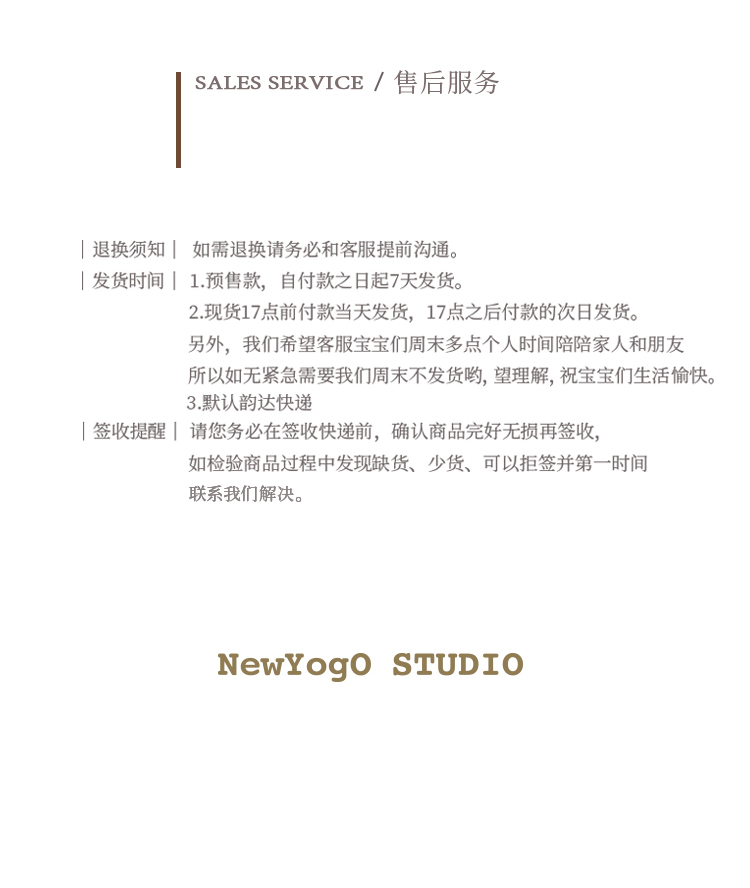 SALES SERVICE / 售后服务
｜退换须知｜ 如需退换请务必和客服提前沟通。
｜发货时间｜ 1.预售款，自付款之日起7天发货。
2.现货17点前付款当天发货，17点之后付款的次日发货。
另外，我们希望客服宝宝们周末多点个人时间陪陪家人和朋友
所以如无紧急需要我们周末不发货哟, 望理解, 祝宝宝们生活愉快。
3.默认韵达快递
｜签收提醒｜ 请您务必在签收快递前，确认商品完好无损再签收,
如检验商品过程中发现缺货、少货、可以拒签并第一时间
联系我们解决。
NewYogO STUDIO